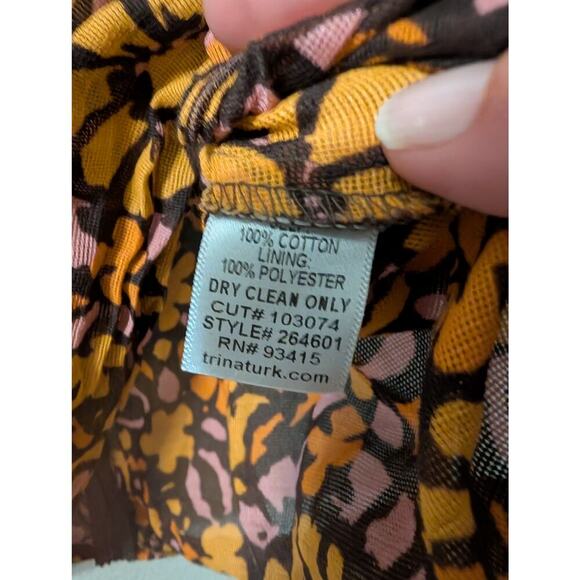 100% COTTON
LINING:
100% POLYESTER
DRY CLEAN ONLY
CUT# 103074
STYLE# 264601
RN# 93415
trinaturk.com